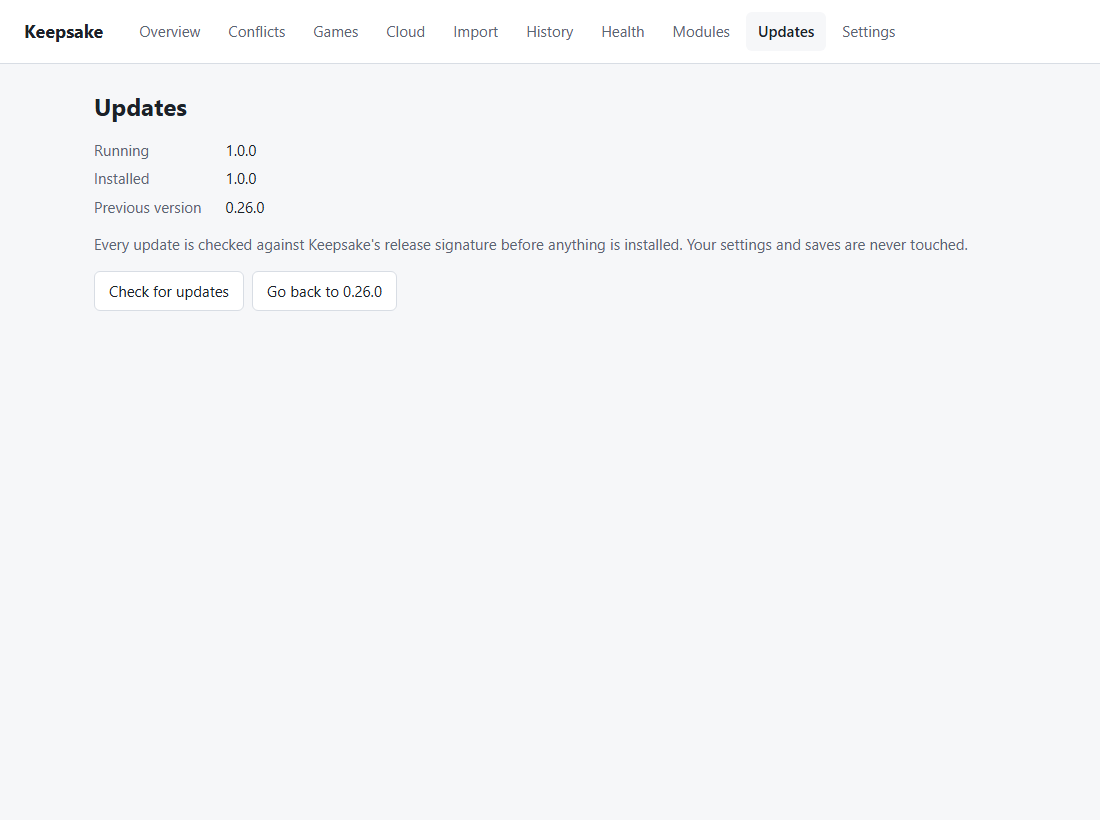 Keepsake Overview Conflicts Games Cloud Import History Health Modules Updates Settings
Updates
Running 1.0.0
Installed 1.0.0
Previous version 0.26.0
Every update is checked against Keepsake's release signature before anything is installed. Your settings and saves are never touched.
Check for updates Go back to 0.26.0